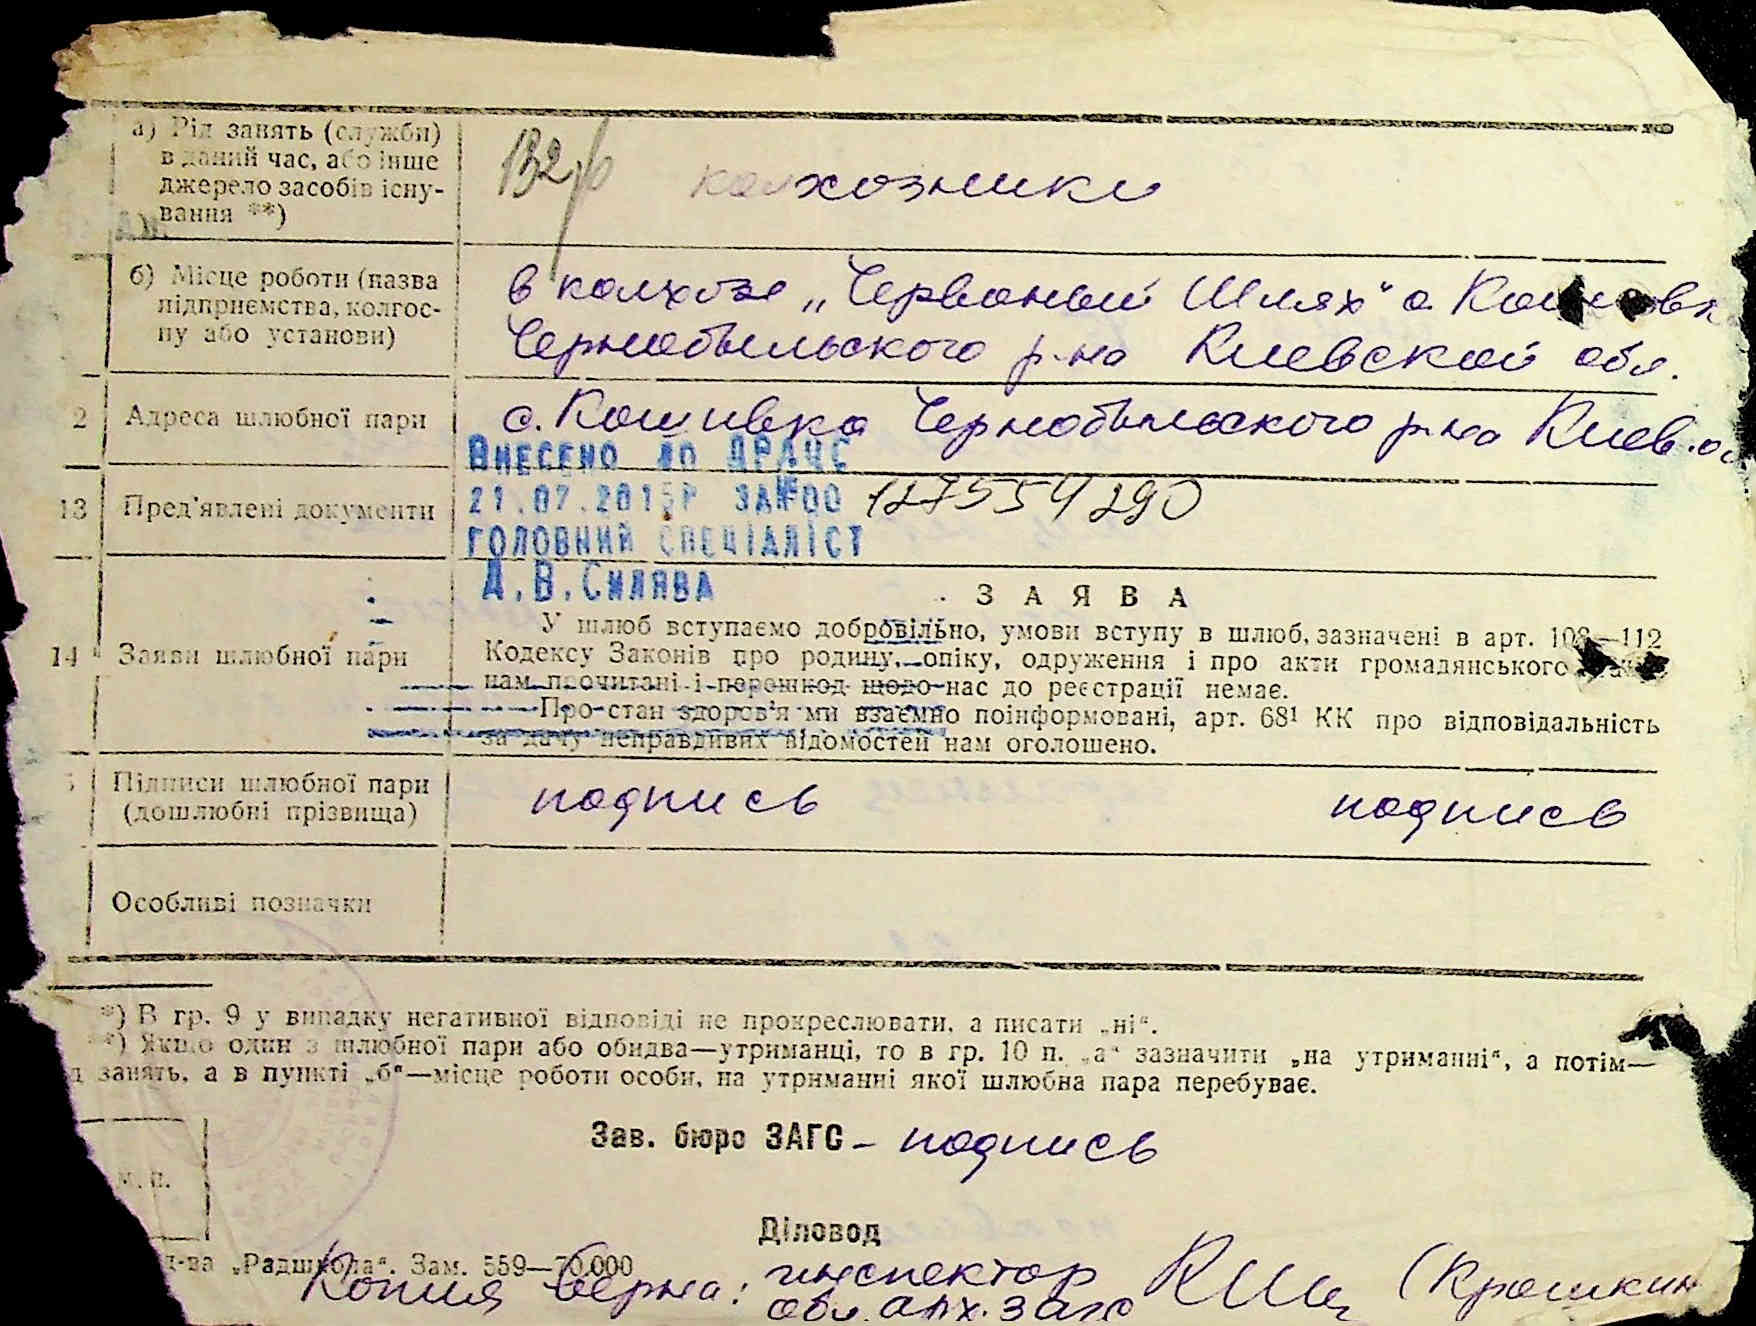 а) Рід занять (служби)
в даний час, або інше
джерело засобів існу-
вання **)
132
колхозники
б) Місце роботи (назва
підприємства, колгос-
пу або установи)
в колхозе „Червоный Шлях“ с.
Чернобыльского р-на Киевской обл.
2 Адреса шлюбної пари
с. Кошивка Чернобыльского р-на Киев.
ВНЕСЕНО ДО ДРАЦС
13 Пред'явлені документи
21.07.2015Р ЗА№00 127554290
ГОЛОВНИЙ СПЕЦІАЛІСТ
А.В.СИЛЯВА
ЗАЯВА
14 Заяви шлюбної пари
У шлюб вступаємо добровільно, умови вступу в шлюб, зазначені в арт. 108—112
Кодексу Законів про родину, опіку, одруження і про акти громадянського
нам прочитані і перешкод щодо нас до реєстрації немає.
Про стан здоров'я ми взаємно поінформовані, арт. 68¹ КК про відповідальність
за дачу неправдивих відомостей нам оголошено.
5 Підписи шлюбної пари
(дошлюбні прізвища)
подпись подпись
Особливі позначки
*) В гр. 9 у випадку негативної відповіді не прокреслювати, а писати „ні“.
**) Якщо один з шлюбної пари або обидва—утриманці, то в гр. 10 п. „а“ зазначити „на утриманні“, а потім—
д занять, а в пункті „б“—місце роботи особи, на утриманні якої шлюбна пара перебуває.
Зав. бюро ЗАГС – подпись
м. п.
Діловод
д-ва „Радшкола“. Зам. 559—70.000
Копия верна: инспектор
обл. арх. загс
(Крошкин